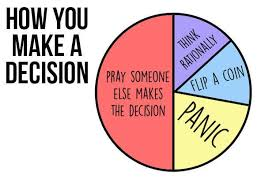 HOW YOU
MAKE A
DECISION
PRAY SOMEONE
ELSE MAKES
THE DECISION
THINK
RATIONALLY
FLIP A COIN
PANIC